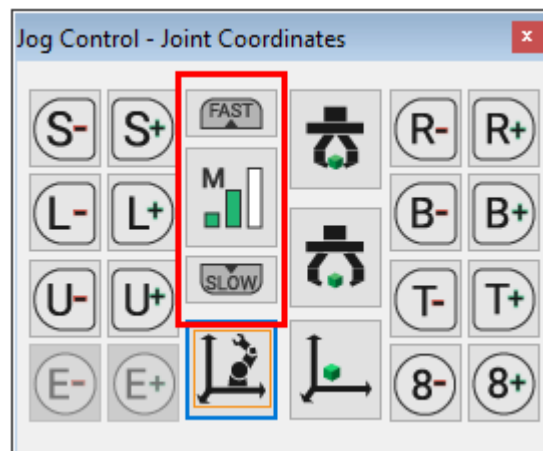 Jog Control - Joint Coordinates x
S- S+ FAST R- R+
L- L+ M B- B+
U- U+ SLOW T- T+
E- E+ 8- 8+